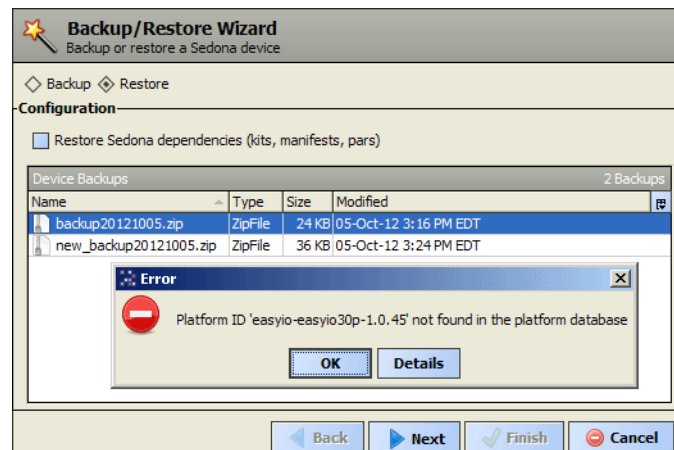 Backup/Restore Wizard
Backup or restore a Sedona device
Backup Restore
Configuration
Restore Sedona dependencies (kits, manifests, pars)
Device Backups 2 Backups
Name Type Size Modified
backup20121005.zip ZipFile 24 KB 05-Oct-12 3:16 PM EDT
new_backup20121005.zip ZipFile 36 KB 05-Oct-12 3:24 PM EDT
Error
Platform ID 'easyio-easyio30p-1.0.45' not found in the platform database
OK Details
Back Next Finish Cancel